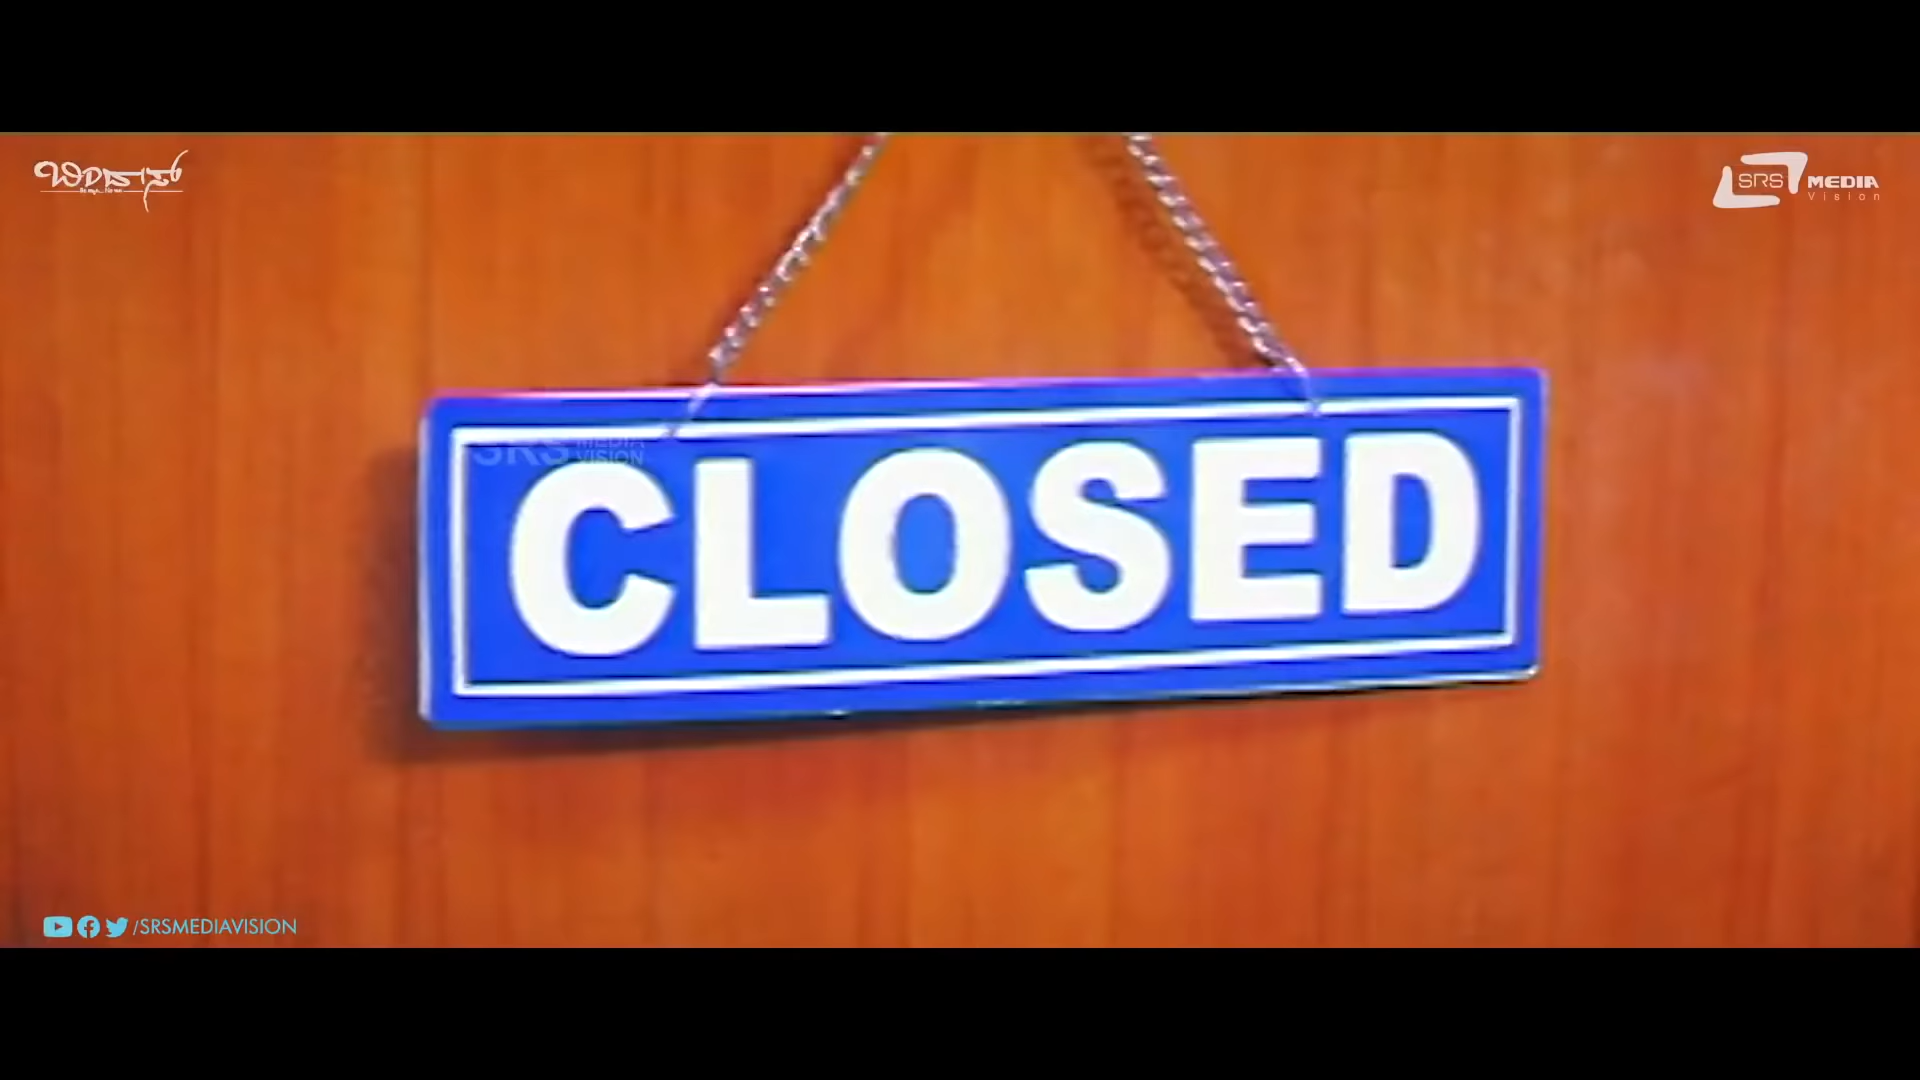 ಬಿಂದಾಸ್
SRS MEDIA
Vision
SRS MEDIA
VISION
CLOSED
/SRSMEDIAVISION